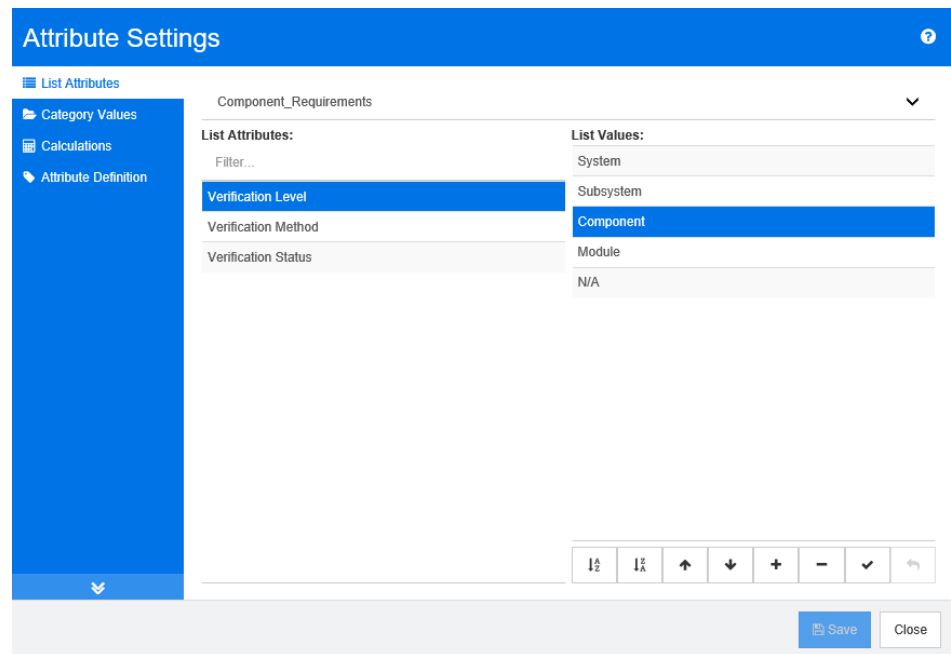 Attribute Settings
List Attributes
Category Values
Calculations
Attribute Definition
Component_Requirements
List Attributes:
Filter...
Verification Level
Verification Method
Verification Status
List Values:
System
Subsystem
Component
Module
N/A
Save
Close